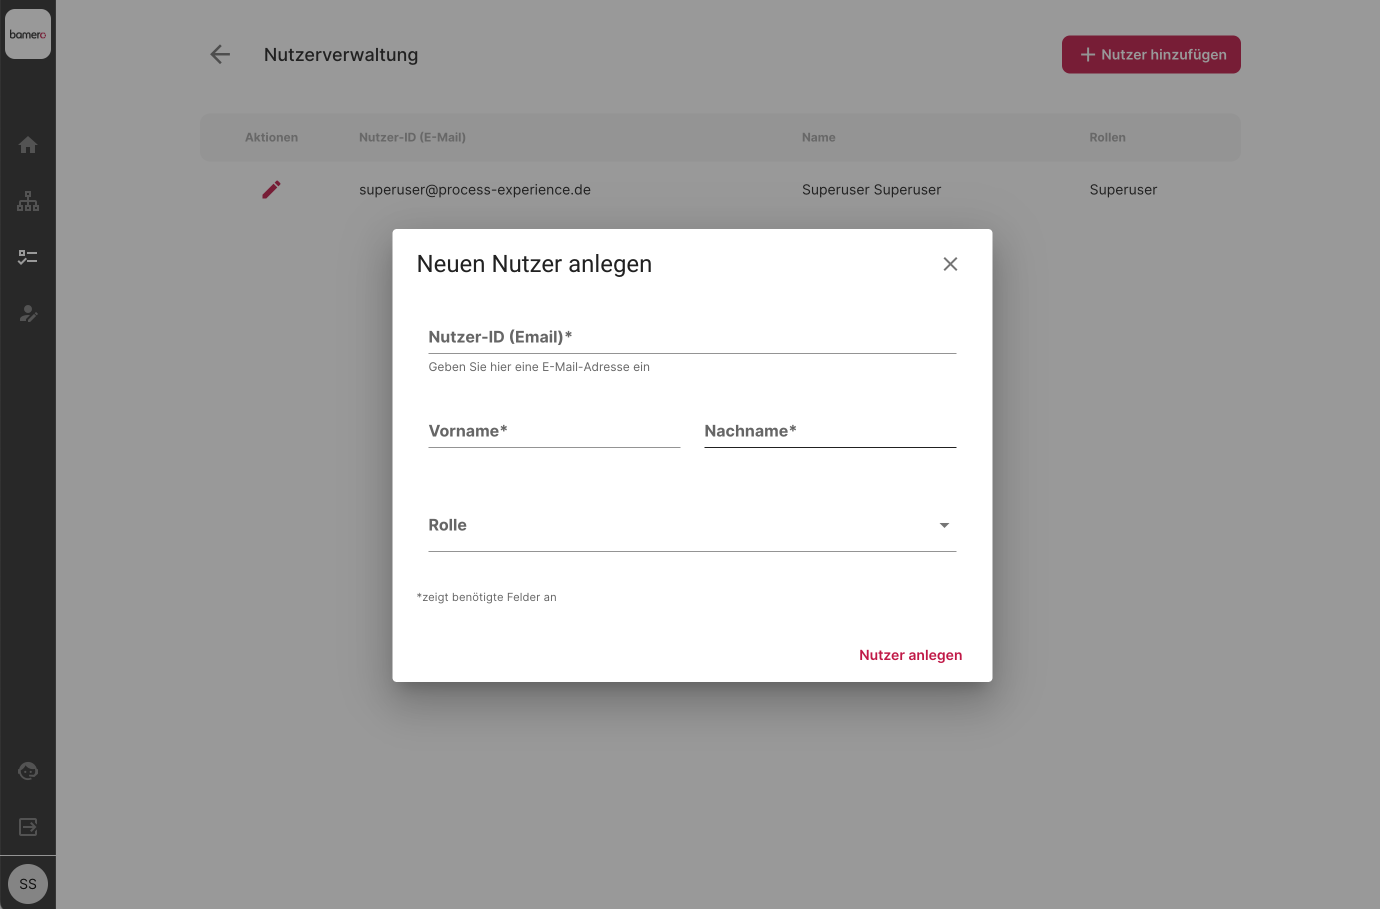 bamero
Nutzerverwaltung
Nutzer hinzufügen
Aktionen Nutzer-ID (E-Mail) Name Rollen
superuser@process-experience.de Superuser Superuser Superuser
Neuen Nutzer anlegen
Nutzer-ID (Email)*
Geben Sie hier eine E-Mail-Adresse ein
Vorname* Nachname*
Rolle
*zeigt benötigte Felder an
Nutzer anlegen
SS